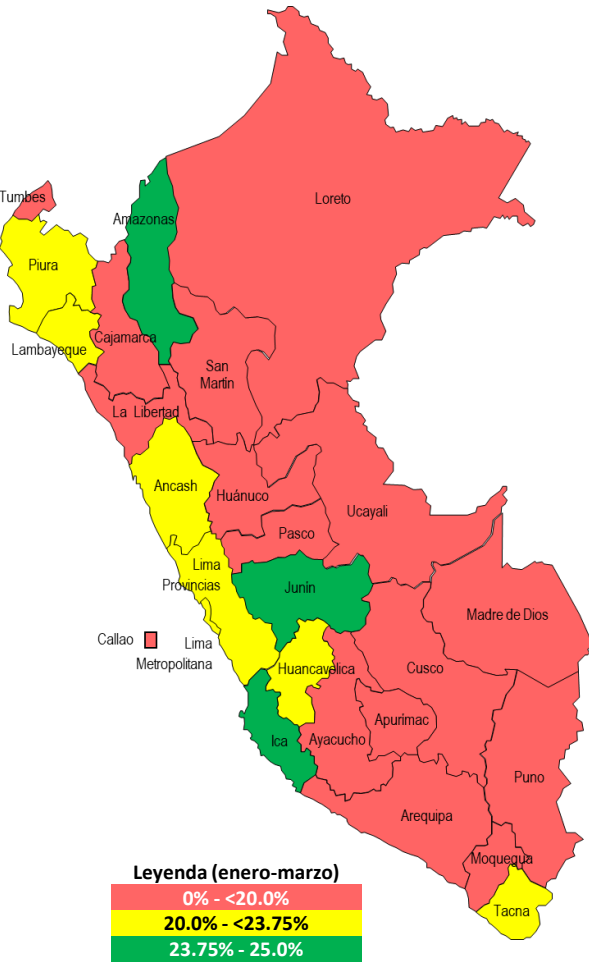 Loreto
Tumbes
Amazonas
Piura
Lambayeque
Cajamarca
San
Martín
La Libertad
Ancash
Huánuco
Ucayali
Pasco
Lima
Provincias
Junín
Madre de Dios
Callao
Lima
Metropolitana
Huancavelica
Cusco
Apurimac
Ica
Ayacucho
Puno
Arequipa
Moquegua
Tacna
Leyenda (enero-marzo)
0% - <20.0%
20.0% - <23.75%
23.75% - 25.0%